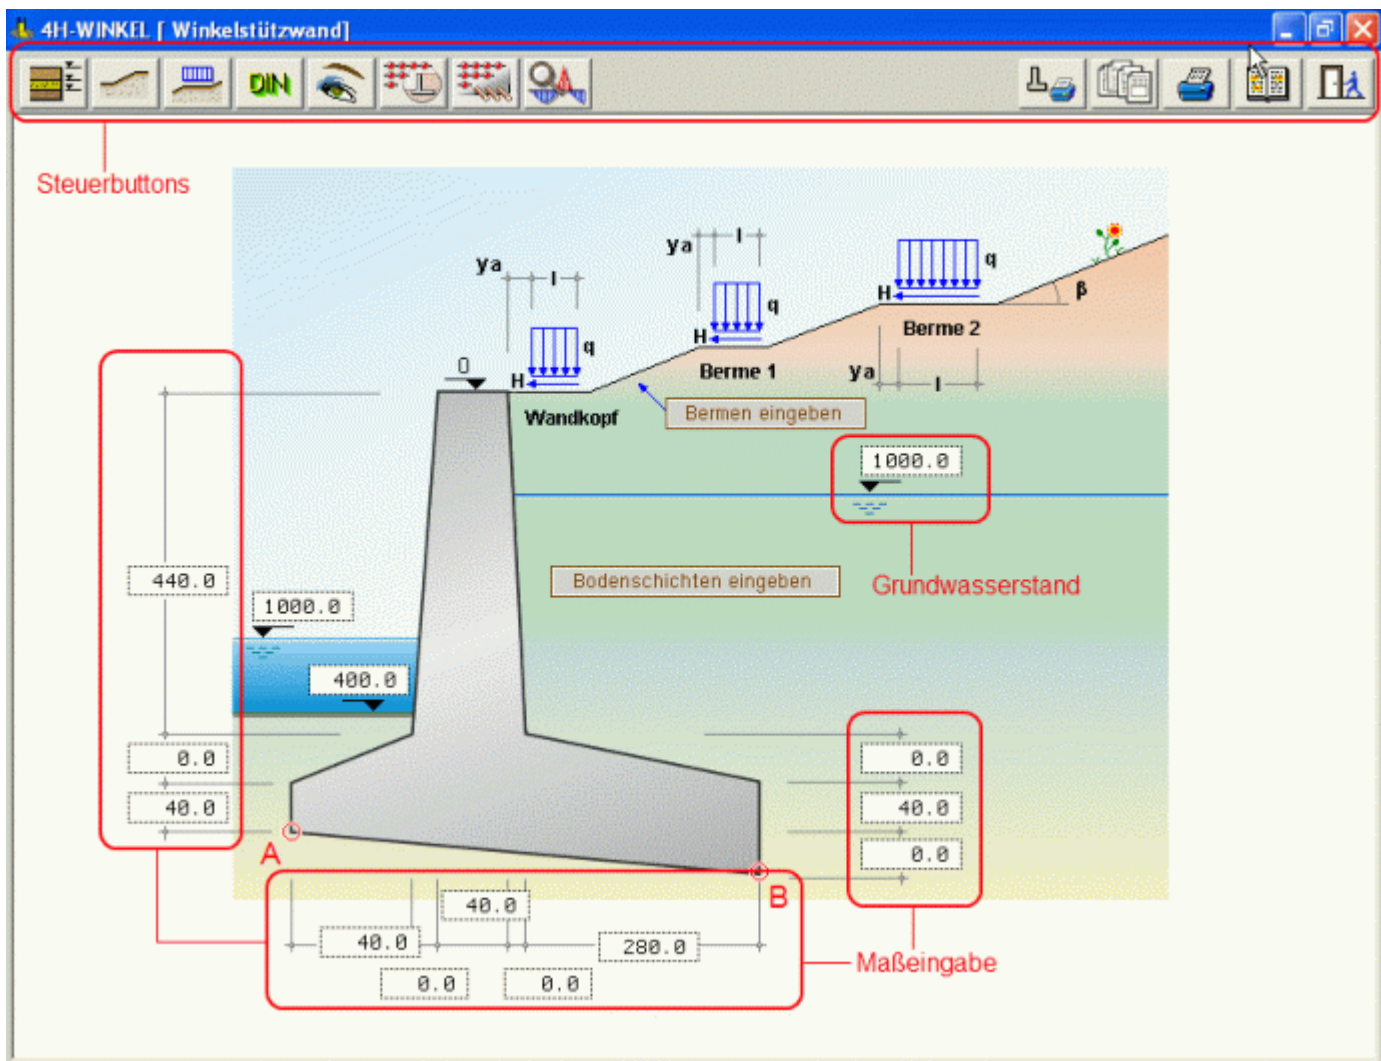 4H-WINKEL [ Winkelstützwand]
DIN
Steuerbuttons
ya
l
q
H
Berme 2
β
ya
l
q
H
Berme 1
ya
l
ya
l
q
H
0
Wandkopf
Bermen eingeben
1000.0
Grundwasserstand
Bodenschichten eingeben
440.0
1000.0
400.0
0.0
40.0
0.0
40.0
0.0
A
B
40.0
40.0
280.0
0.0
0.0
Maßeingabe